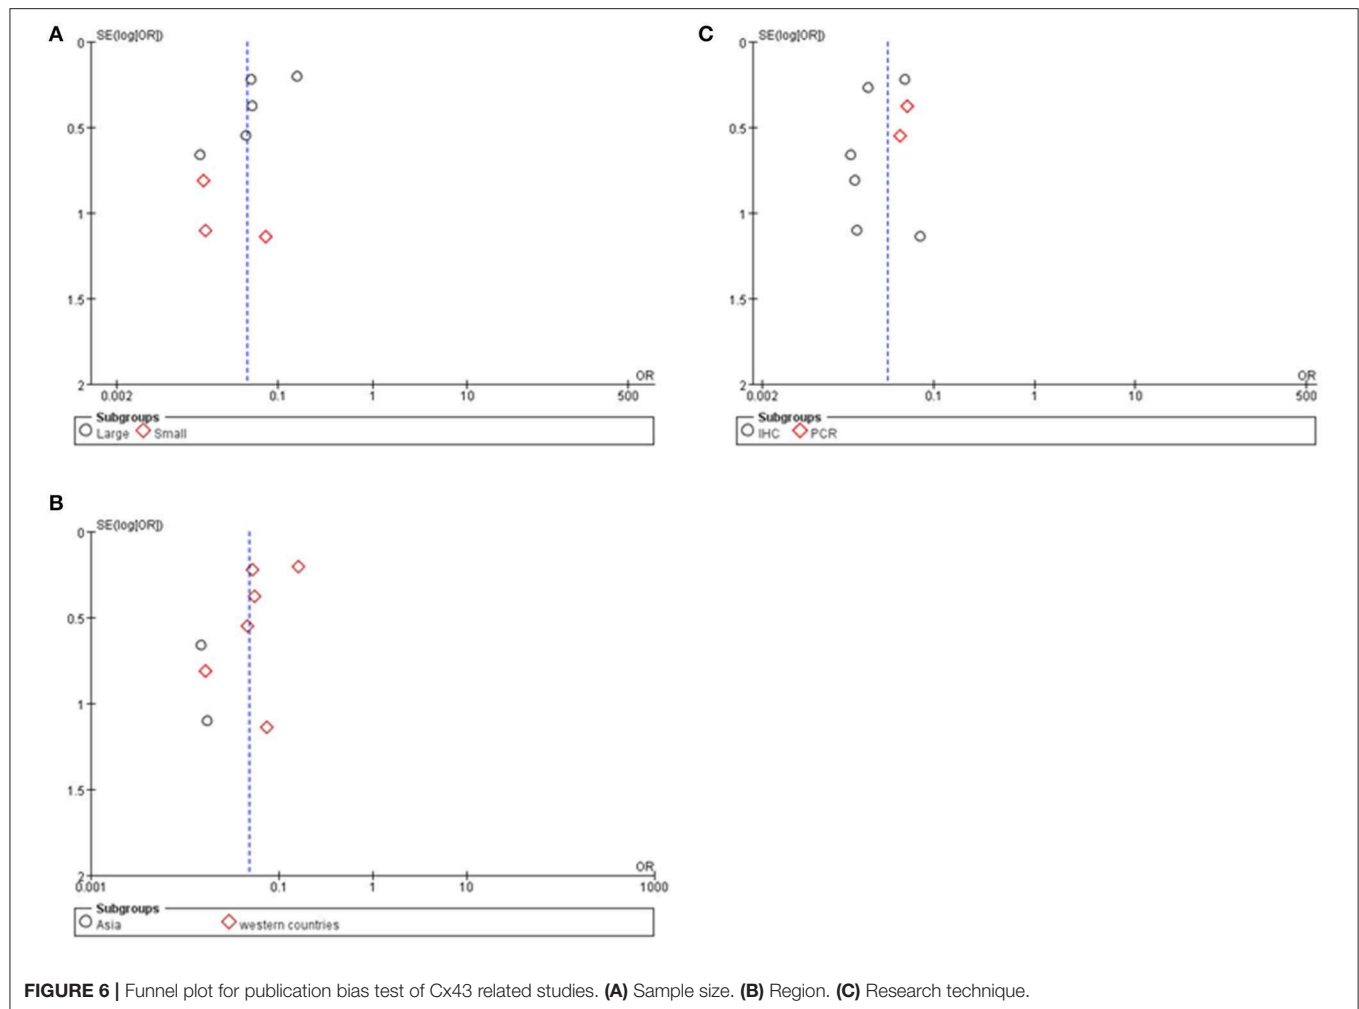 A
SE(log[OR])
0
0.5
1
1.5
2
0.002 0.1 1 10 500
OR
Subgroups
Large Small
C
SE(log[OR])
0
0.5
1
1.5
2
0.002 0.1 1 10 500
OR
Subgroups
IHC PCR
B
SE(log[OR])
0
0.5
1
1.5
2
0.001 0.1 1 10 1000
OR
Subgroups
Asia western countries
FIGURE 6 | Funnel plot for publication bias test of Cx43 related studies. (A) Sample size. (B) Region. (C) Research technique.